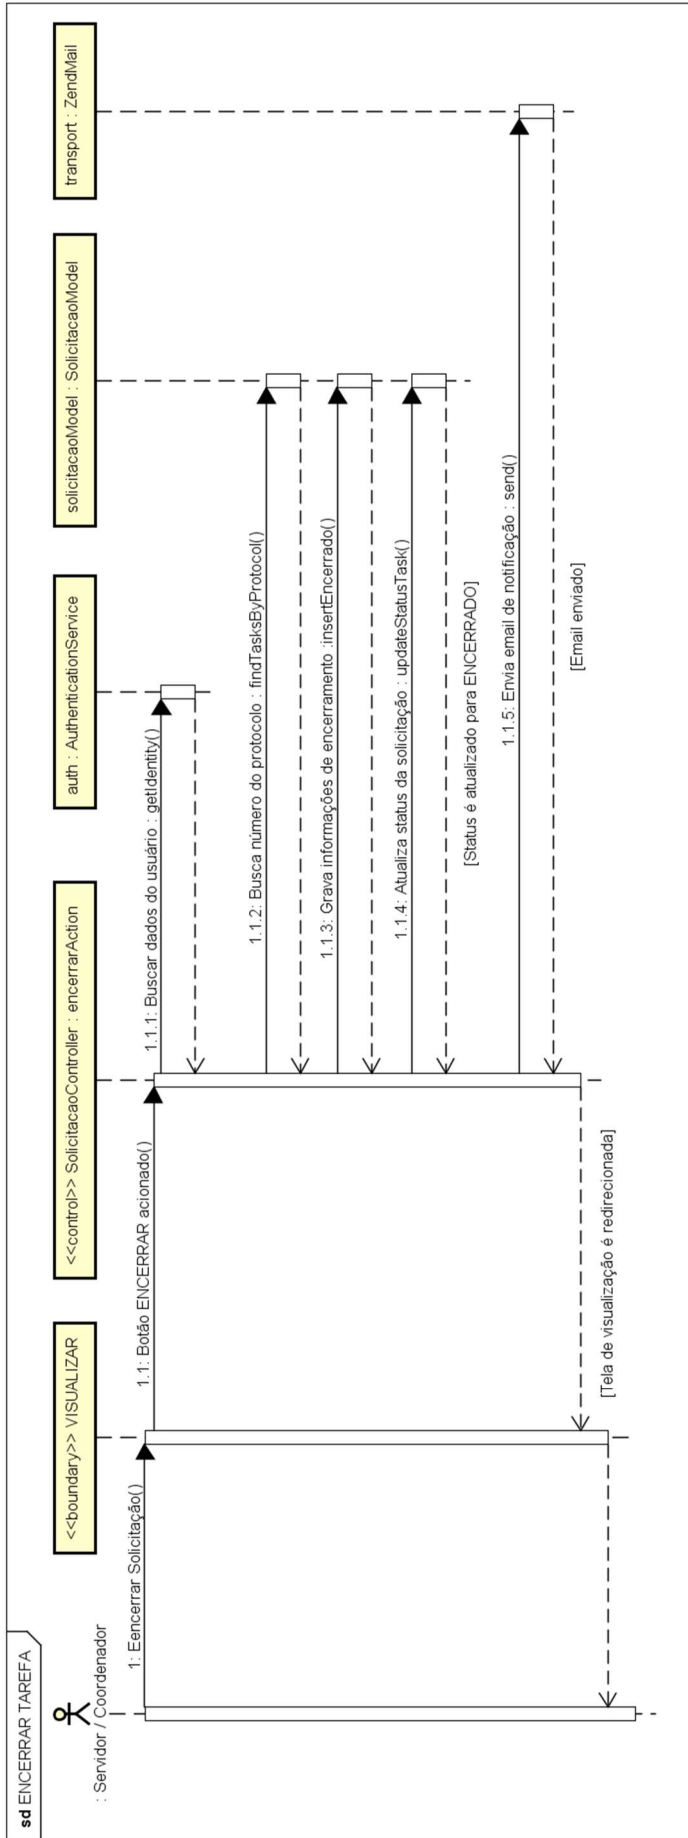 sd ENCERRAR TAREFA
: Servidor / Coordenador
<<boundary>> VISUALIZAR
<<control>> SolicitacaoController : encerrarAction
auth : AuthenticationService
solicitacaoModel : SolicitacaoModel
transport : ZendMail
1: Eencerrar Solicitação()
1.1: Botão ENCERRAR acionado()
1.1.1: Buscar dados do usuário : getIdentity()
1.1.2: Busca número do protocolo : findTasksByProtocol()
1.1.3: Grava informações de encerramento :insertEncerrado()
1.1.4: Atualiza status da solicitação : updateStatusTask()
[Status é atualizado para ENCERRADO]
1.1.5: Envia email de notificação : send()
[Email enviado]
[Tela de visualização é redirecionada]